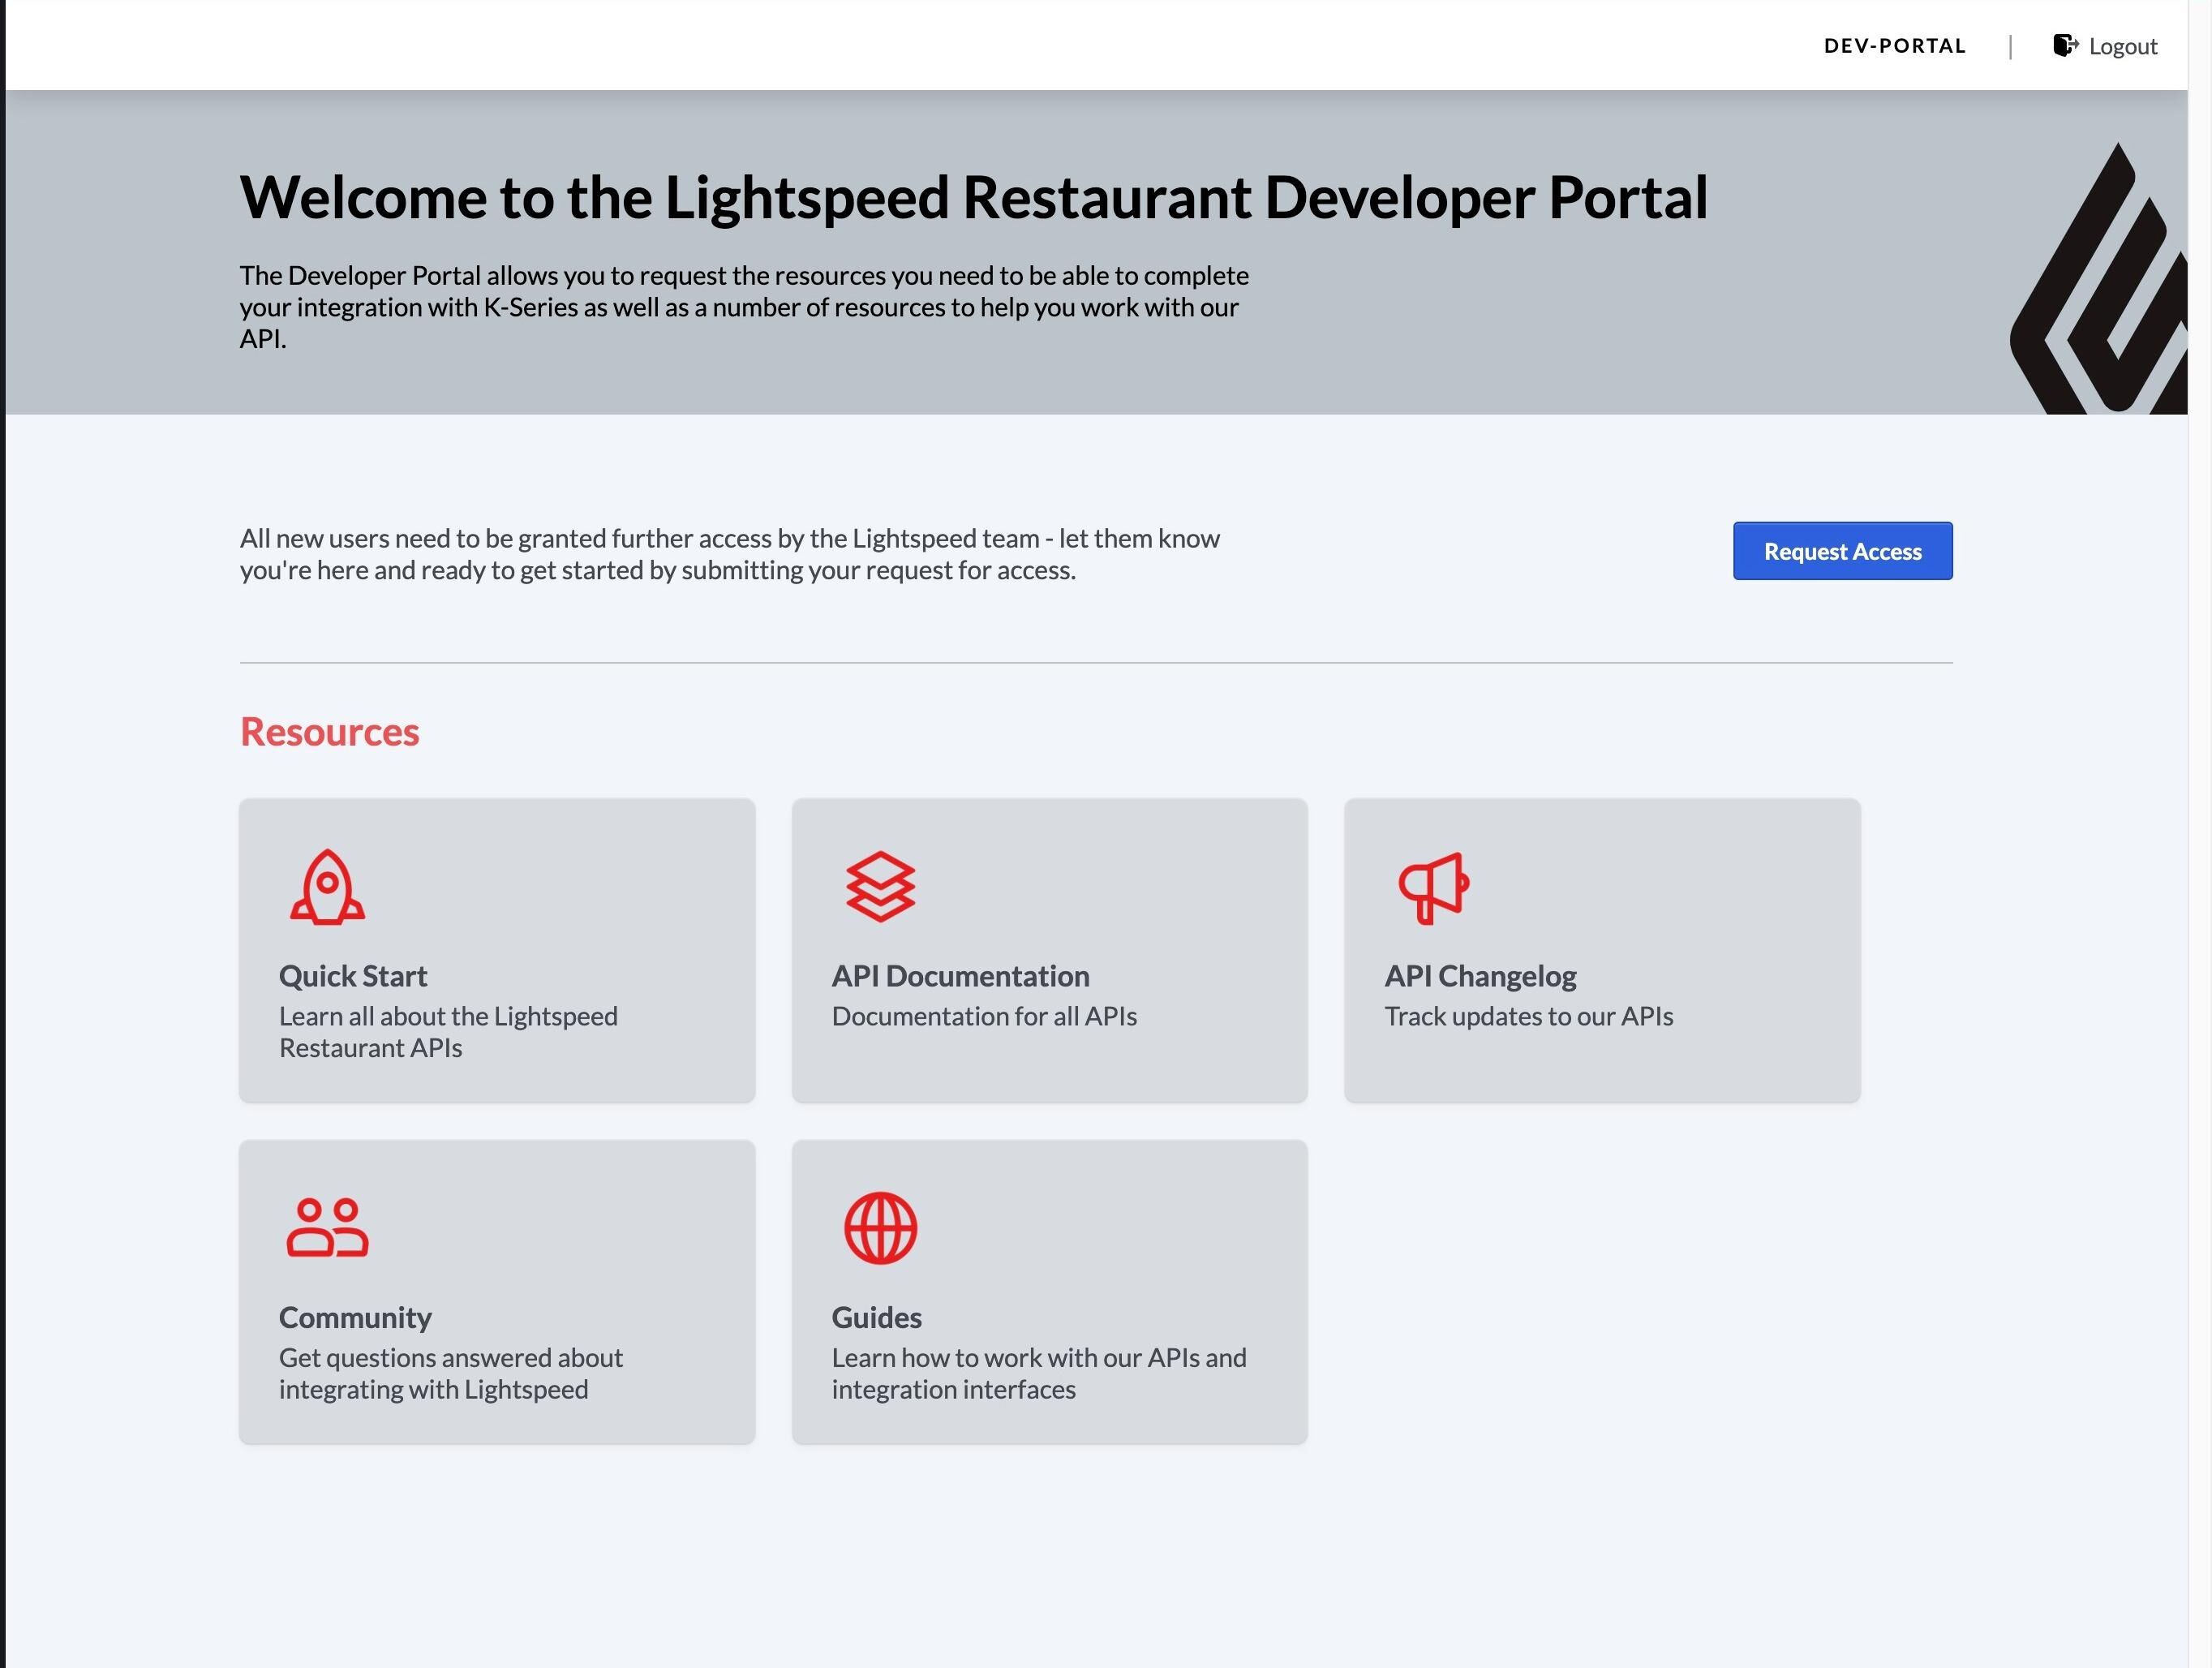 DEV-PORTAL | Logout
Welcome to the Lightspeed Restaurant Developer Portal
The Developer Portal allows you to request the resources you need to be able to complete
your integration with K-Series as well as a number of resources to help you work with our
API.
All new users need to be granted further access by the Lightspeed team - let them know
you're here and ready to get started by submitting your request for access.
Request Access
Resources
Quick Start
Learn all about the Lightspeed
Restaurant APIs
API Documentation
Documentation for all APIs
API Changelog
Track updates to our APIs
Community
Get questions answered about
integrating with Lightspeed
Guides
Learn how to work with our APIs and
integration interfaces